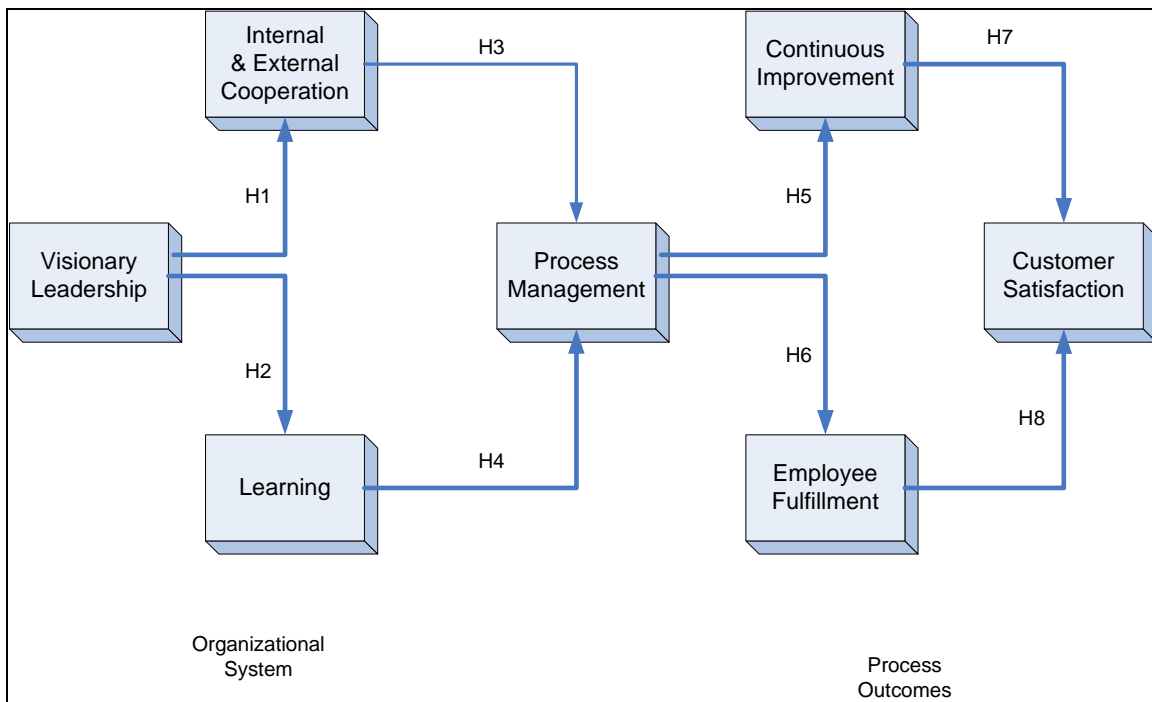 Internal
& External
Cooperation
H3
Continuous
Improvement
H7
H1
H5
Visionary
Leadership
Process
Management
Customer
Satisfaction
H2
H6
Learning
H4
Employee
Fulfillment
H8
Organizational
System
Process
Outcomes